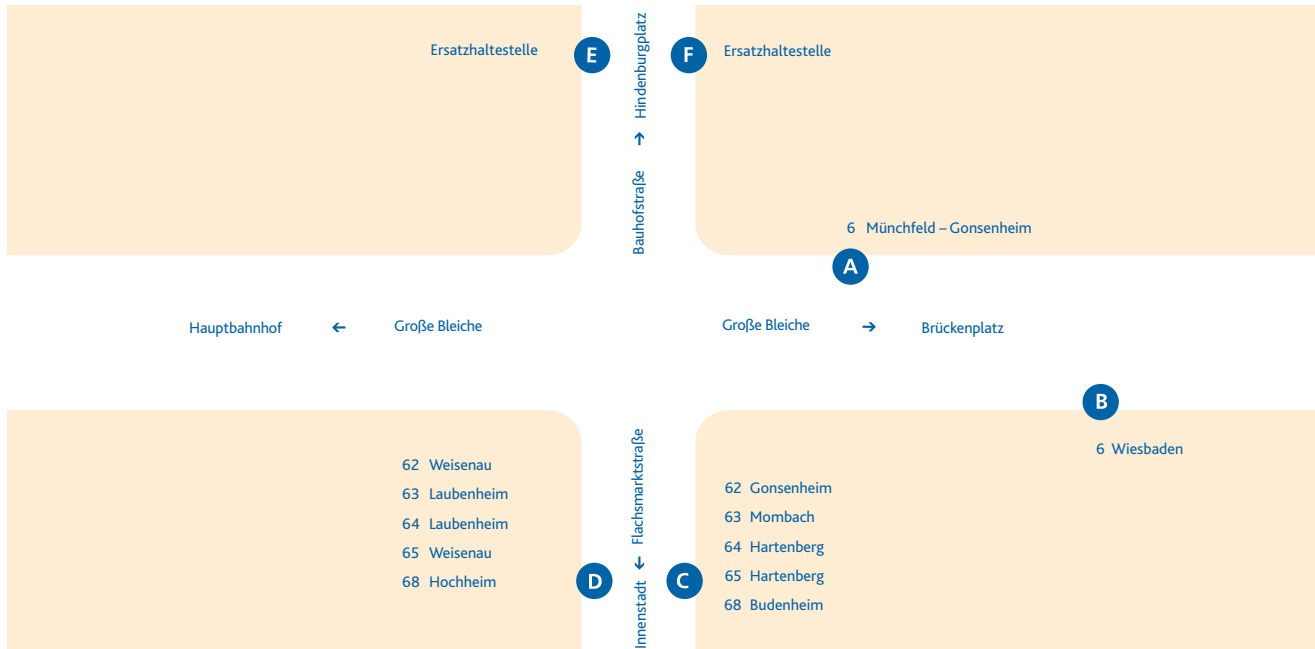 Ersatzhaltestelle
E
Bauhofstraße → Hindenburgplatz
F
Ersatzhaltestelle
6 Münchfeld – Gonsenheim
A
Hauptbahnhof ← Große Bleiche
Große Bleiche → Brückenplatz
B
6 Wiesbaden
62 Weisenau
63 Laubenheim
64 Laubenheim
65 Weisenau
68 Hochheim
D
Innenstadt ← Flachsmarktstraße
C
62 Gonsenheim
63 Mombach
64 Hartenberg
65 Hartenberg
68 Budenheim